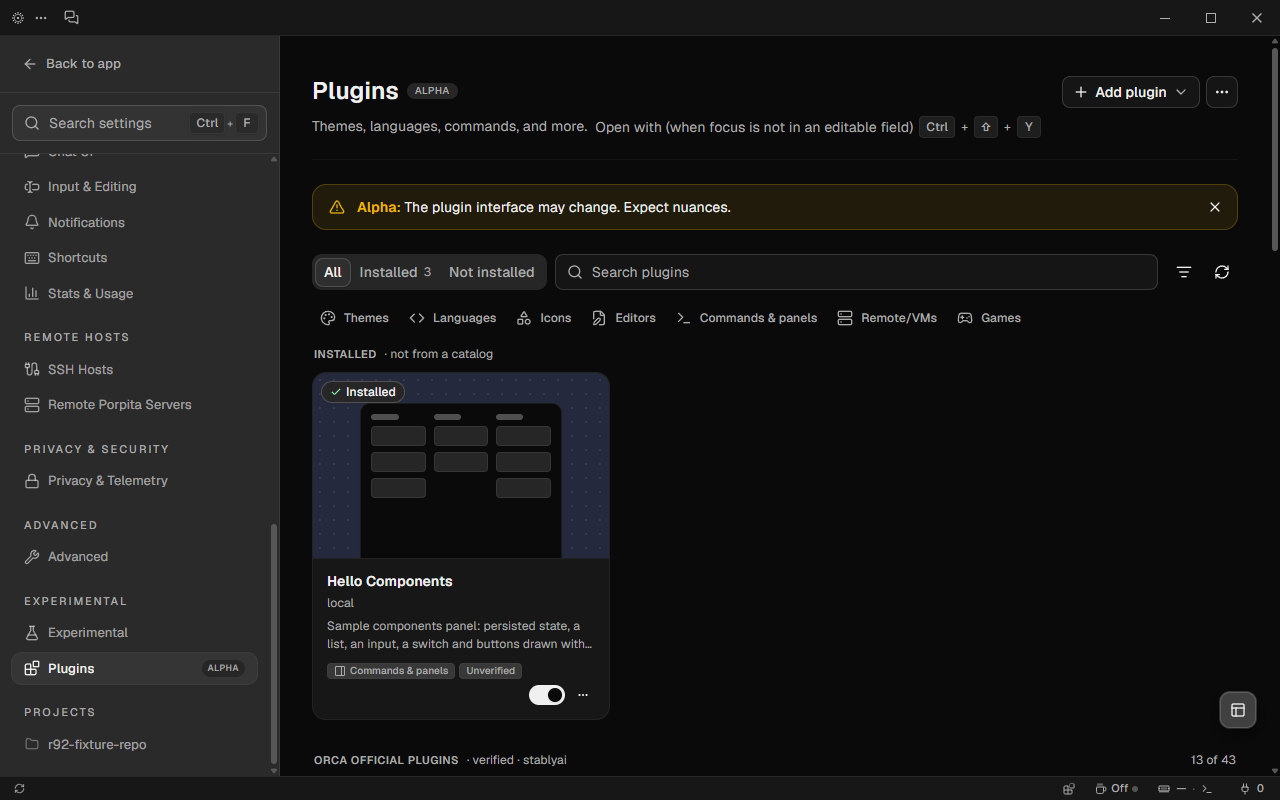 Back to app
Search settings Ctrl + F
Chat UI
Input & Editing
Notifications
Shortcuts
Stats & Usage
REMOTE HOSTS
SSH Hosts
Remote Porpita Servers
PRIVACY & SECURITY
Privacy & Telemetry
ADVANCED
Advanced
EXPERIMENTAL
Experimental
Plugins ALPHA
PROJECTS
r92-fixture-repo
Plugins ALPHA
Add plugin
Themes, languages, commands, and more. Open with (when focus is not in an editable field) Ctrl + ⇧ + Y
Alpha: The plugin interface may change. Expect nuances.
All Installed 3 Not installed Search plugins
Themes Languages Icons Editors Commands & panels Remote/VMs Games
INSTALLED · not from a catalog
Installed
Hello Components
local
Sample components panel: persisted state, a
list, an input, a switch and buttons drawn with…
Commands & panels Unverified
ORCA OFFICIAL PLUGINS · verified · stablyai 13 of 43
Off — · 0